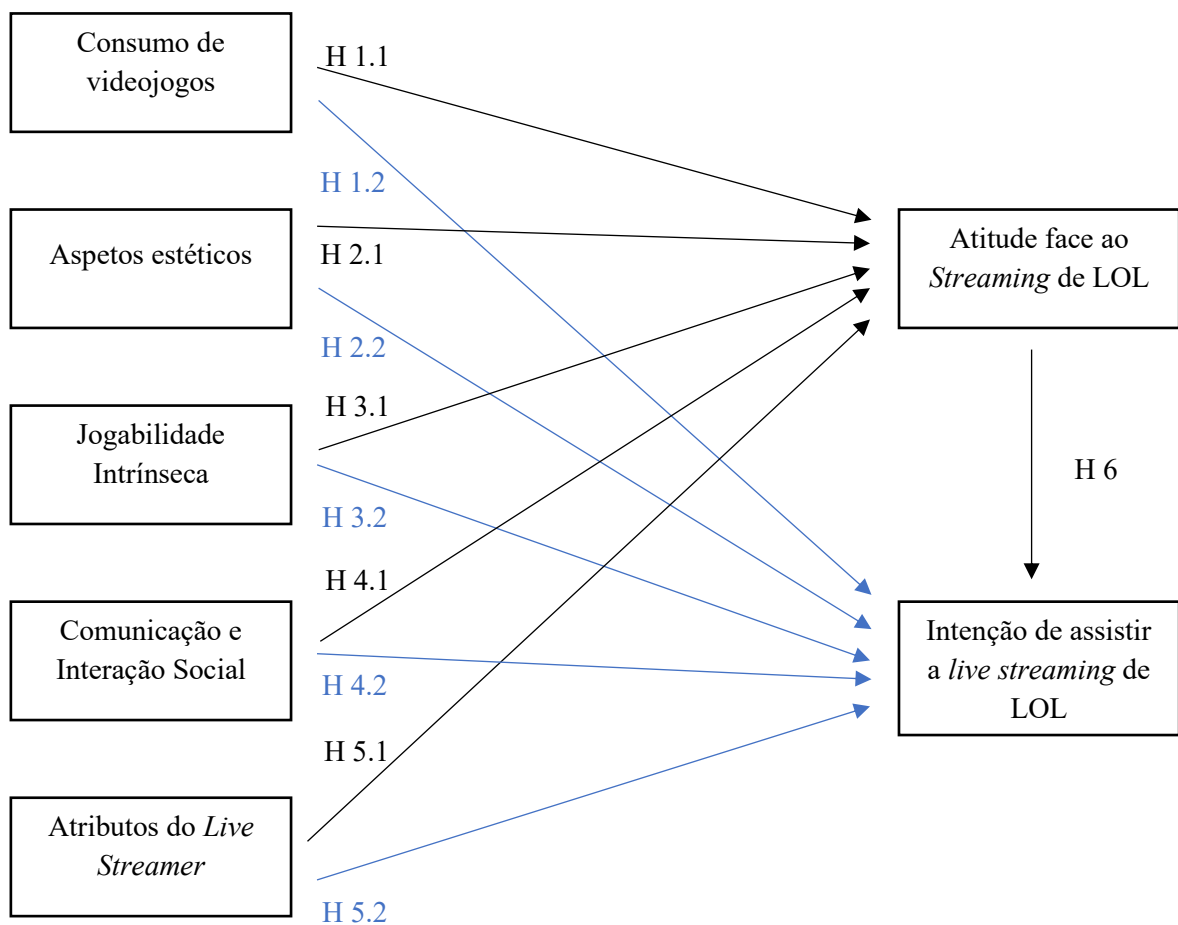 Consumo de
videojogos
H 1.1
H 1.2
Aspetos estéticos
H 2.1
H 2.2
Jogabilidade
Intrínseca
H 3.1
H 3.2
Comunicação e
Interação Social
H 4.1
H 4.2
Atributos do Live
Streamer
H 5.1
H 5.2
Atitude face ao
Streaming de LOL
H 6
Intenção de assistir
a live streaming de
LOL